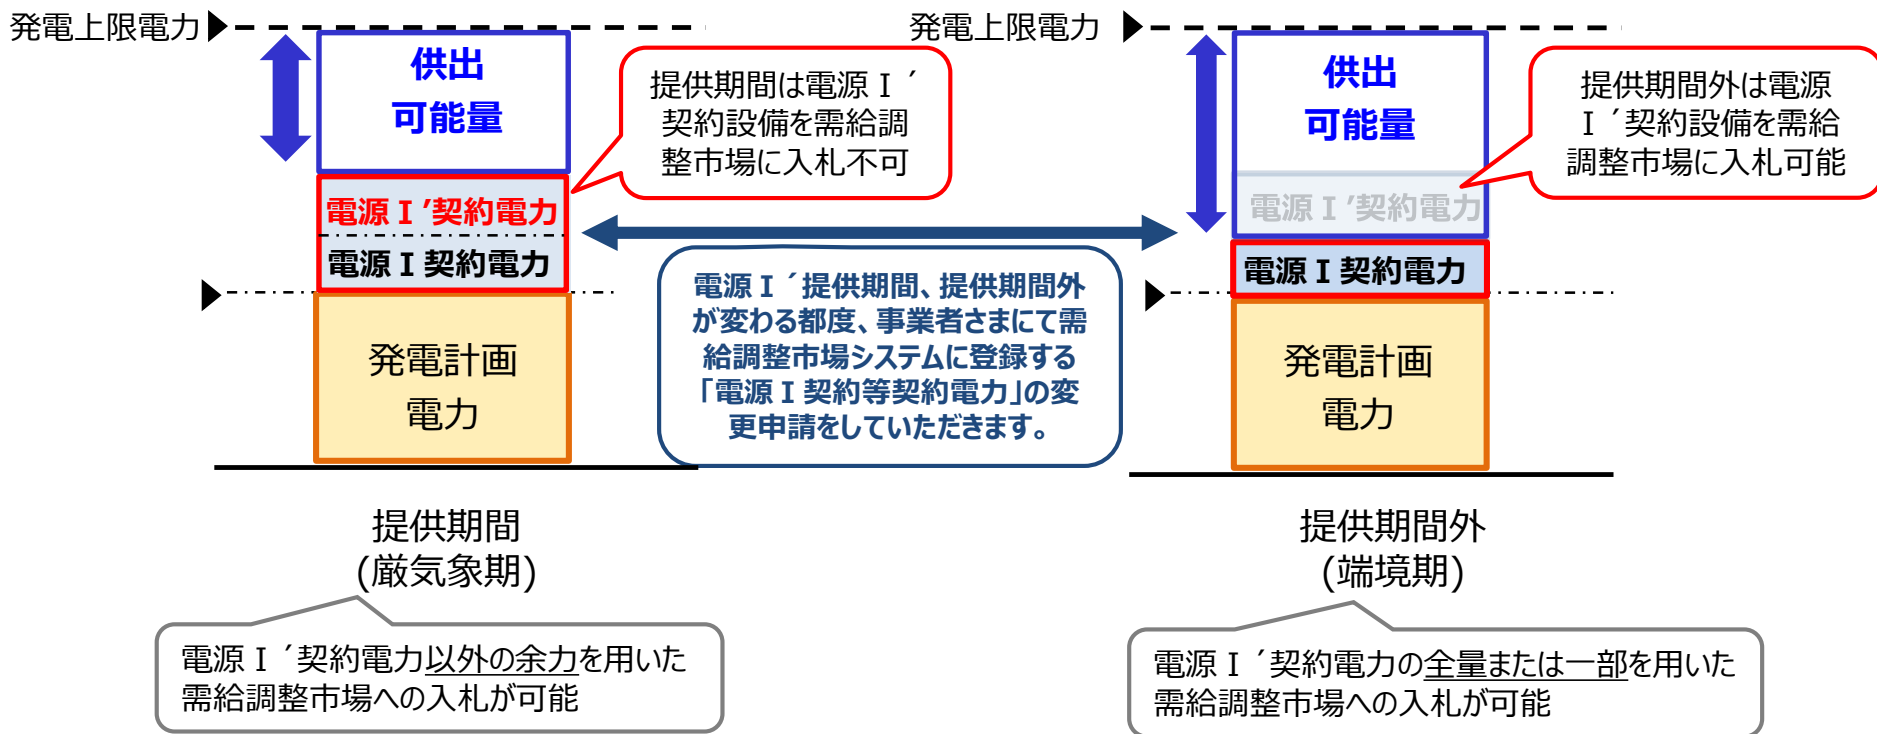 発電上限電力
供出
可能量
提供期間は電源Ⅰ´
契約設備を需給調
整市場に入札不可
電源Ⅰ′契約電力
電源Ⅰ契約電力
発電計画
電力
提供期間
(厳気象期)
電源Ⅰ´契約電力以外の余力を用いた
需給調整市場への入札が可能
電源Ⅰ´提供期間、提供期間外
が変わる都度、事業者さまにて需
給調整市場システムに登録する
「電源Ⅰ契約等契約電力」の変
更申請をしていただきます。
発電上限電力
供出
可能量
提供期間外は電源
Ⅰ´契約設備を需給
調整市場に入札可能
電源Ⅰ′契約電力
電源Ⅰ契約電力
発電計画
電力
提供期間外
(端境期)
電源Ⅰ´契約電力の全量または一部を用いた
需給調整市場への入札が可能